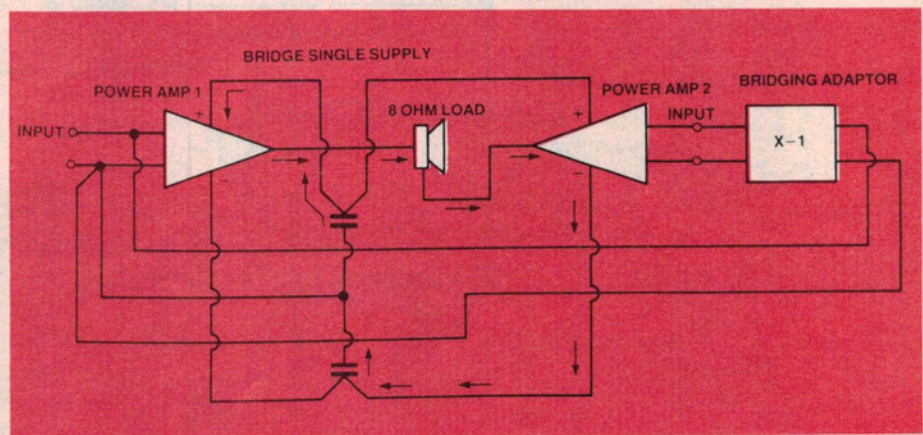 BRIDGE SINGLE SUPPLY
POWER AMP 1
8 OHM LOAD
POWER AMP 2
BRIDGING ADAPTOR
INPUT
INPUT
+
+
X-1
-
-